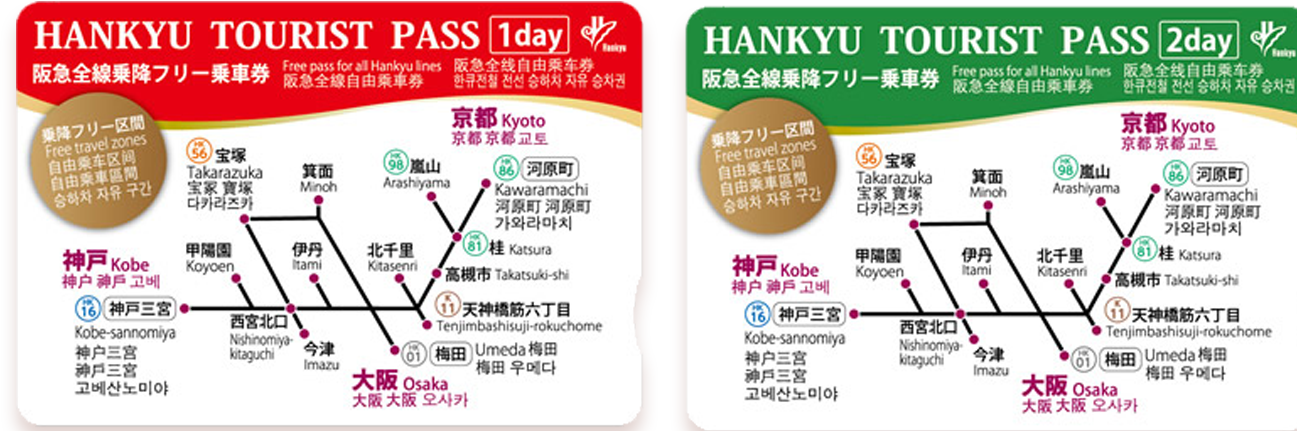 HANKYU TOURIST PASS 1day
Hankyu
阪急全線乗降フリー乗車券
Free pass for all Hankyu lines
阪急全線自由乗車券
阪急全线自由乘车券
한큐전철 전선 승하차 자유 승차권
乗降フリー区間
Free travel zones
自由乘车区间
自由乘車區間
승하차 자유 구간
京都 Kyoto
京都 京都 교토
HK 56 宝塚
Takarazuka
宝冢 寶塚
다카라즈카
箕面
Minoh
HK 98 嵐山
Arashiyama
HK 86 河原町
Kawaramachi
河原町 河原町
가와라마치
HK 81 桂 Katsura
神戸 Kobe
神户 神戶 고베
甲陽園
Koyoen
伊丹
Itami
北千里
Kitasenri
高槻市 Takatsuki-shi
HK 16 神戸三宮
Kobe-sannomiya
神户三宫
神戶三宮
고베산노미야
西宮北口
Nishinomiya-
kitaguchi
今津
Imazu
K 11 天神橋筋六丁目
Tenjimbashisuji-rokuchome
HK 01 梅田 Umeda 梅田
梅田 우메다
大阪 Osaka
大阪 大阪 오사카
HANKYU TOURIST PASS 2day
Hankyu
阪急全線乗降フリー乗車券
Free pass for all Hankyu lines
阪急全線自由乗車券
阪急全线自由乘车券
한큐전철 전선 승하차 자유 승차권
乗降フリー区間
Free travel zones
自由乘车区间
自由乘車區間
승하차 자유 구간
京都 Kyoto
京都 京都 교토
HK 56 宝塚
Takarazuka
宝冢 寶塚
다카라즈카
箕面
Minoh
HK 98 嵐山
Arashiyama
HK 86 河原町
Kawaramachi
河原町 河原町
가와라마치
HK 81 桂 Katsura
神戸 Kobe
神户 神戶 고베
甲陽園
Koyoen
伊丹
Itami
北千里
Kitasenri
高槻市 Takatsuki-shi
HK 16 神戸三宮
Kobe-sannomiya
神户三宫
神戶三宮
고베산노미야
西宮北口
Nishinomiya-
kitaguchi
今津
Imazu
K 11 天神橋筋六丁目
Tenjimbashisuji-rokuchome
HK 01 梅田 Umeda 梅田
梅田 우메다
大阪 Osaka
大阪 大阪 오사카